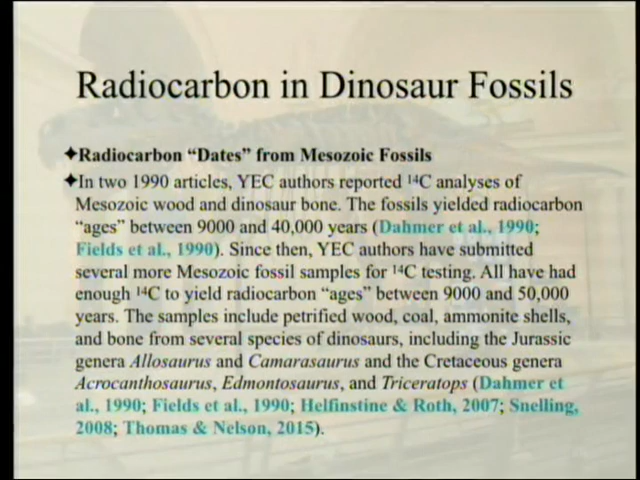 Radiocarbon in Dinosaur Fossils
✦Radiocarbon “Dates” from Mesozoic Fossils
✦In two 1990 articles, YEC authors reported ¹⁴C analyses of
Mesozoic wood and dinosaur bone. The fossils yielded radiocarbon
“ages” between 9000 and 40,000 years (Dahmer et al., 1990;
Fields et al., 1990). Since then, YEC authors have submitted
several more Mesozoic fossil samples for ¹⁴C testing. All have had
enough ¹⁴C to yield radiocarbon “ages” between 9000 and 50,000
years. The samples include petrified wood, coal, ammonite shells,
and bone from several species of dinosaurs, including the Jurassic
genera Allosaurus and Camarasaurus and the Cretaceous genera
Acrocanthosaurus, Edmontosaurus, and Triceratops (Dahmer et
al., 1990; Fields et al., 1990; Helfinstine & Roth, 2007; Snelling,
2008; Thomas & Nelson, 2015).